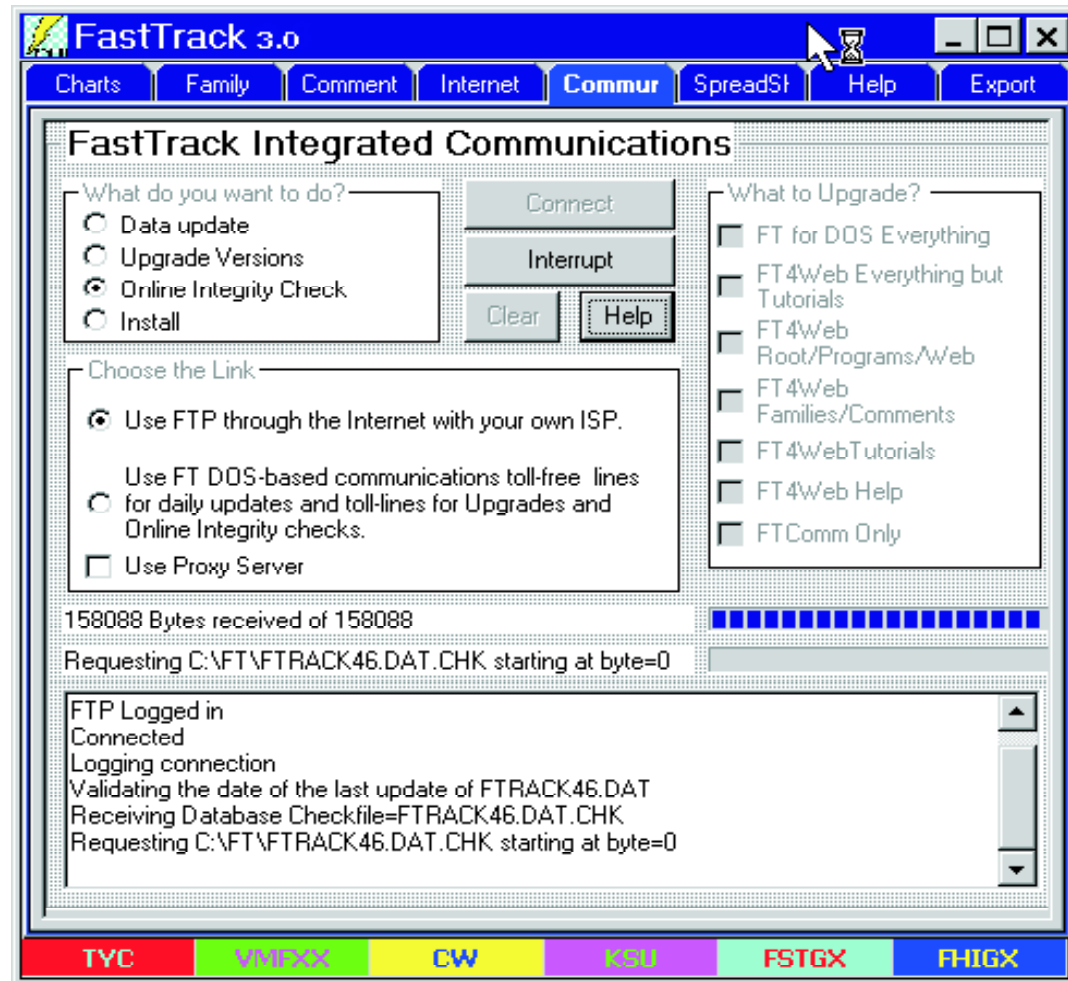 FastTrack 3.0
Charts Family Comment Internet Commur SpreadSh Help Export
FastTrack Integrated Communications
What do you want to do?
Data update
Upgrade Versions
Online Integrity Check
Install
Connect
Interrupt
Clear Help
What to Upgrade?
FT for DOS Everything
FT4Web Everything but
Tutorials
FT4Web
Root/Programs/Web
FT4Web
Families/Comments
FT4WebTutorials
FT4Web Help
FTComm Only
Choose the Link
Use FTP through the Internet with your own ISP.
Use FT DOS-based communications toll-free lines
for daily updates and toll-lines for Upgrades and
Online Integrity checks.
Use Proxy Server
158088 Bytes received of 158088
Requesting C:\FT\FTRACK46.DAT.CHK starting at byte=0
FTP Logged in
Connected
Logging connection
Validating the date of the last update of FTRACK46.DAT
Receiving Database Checkfile=FTRACK46.DAT.CHK
Requesting C:\FT\FTRACK46.DAT.CHK starting at byte=0
TYC VMFXX CW KSU FSTGX FHIGX